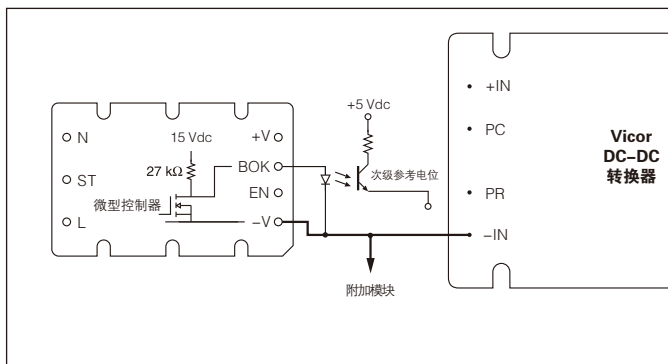 +5 Vdc
+IN
N
15 Vdc
+V
PC
Vicor
DC–DC
转换器
27 kΩ
BOK
次级参考电位
ST
EN
微型控制器
PR
L
–V
–IN
附加模块